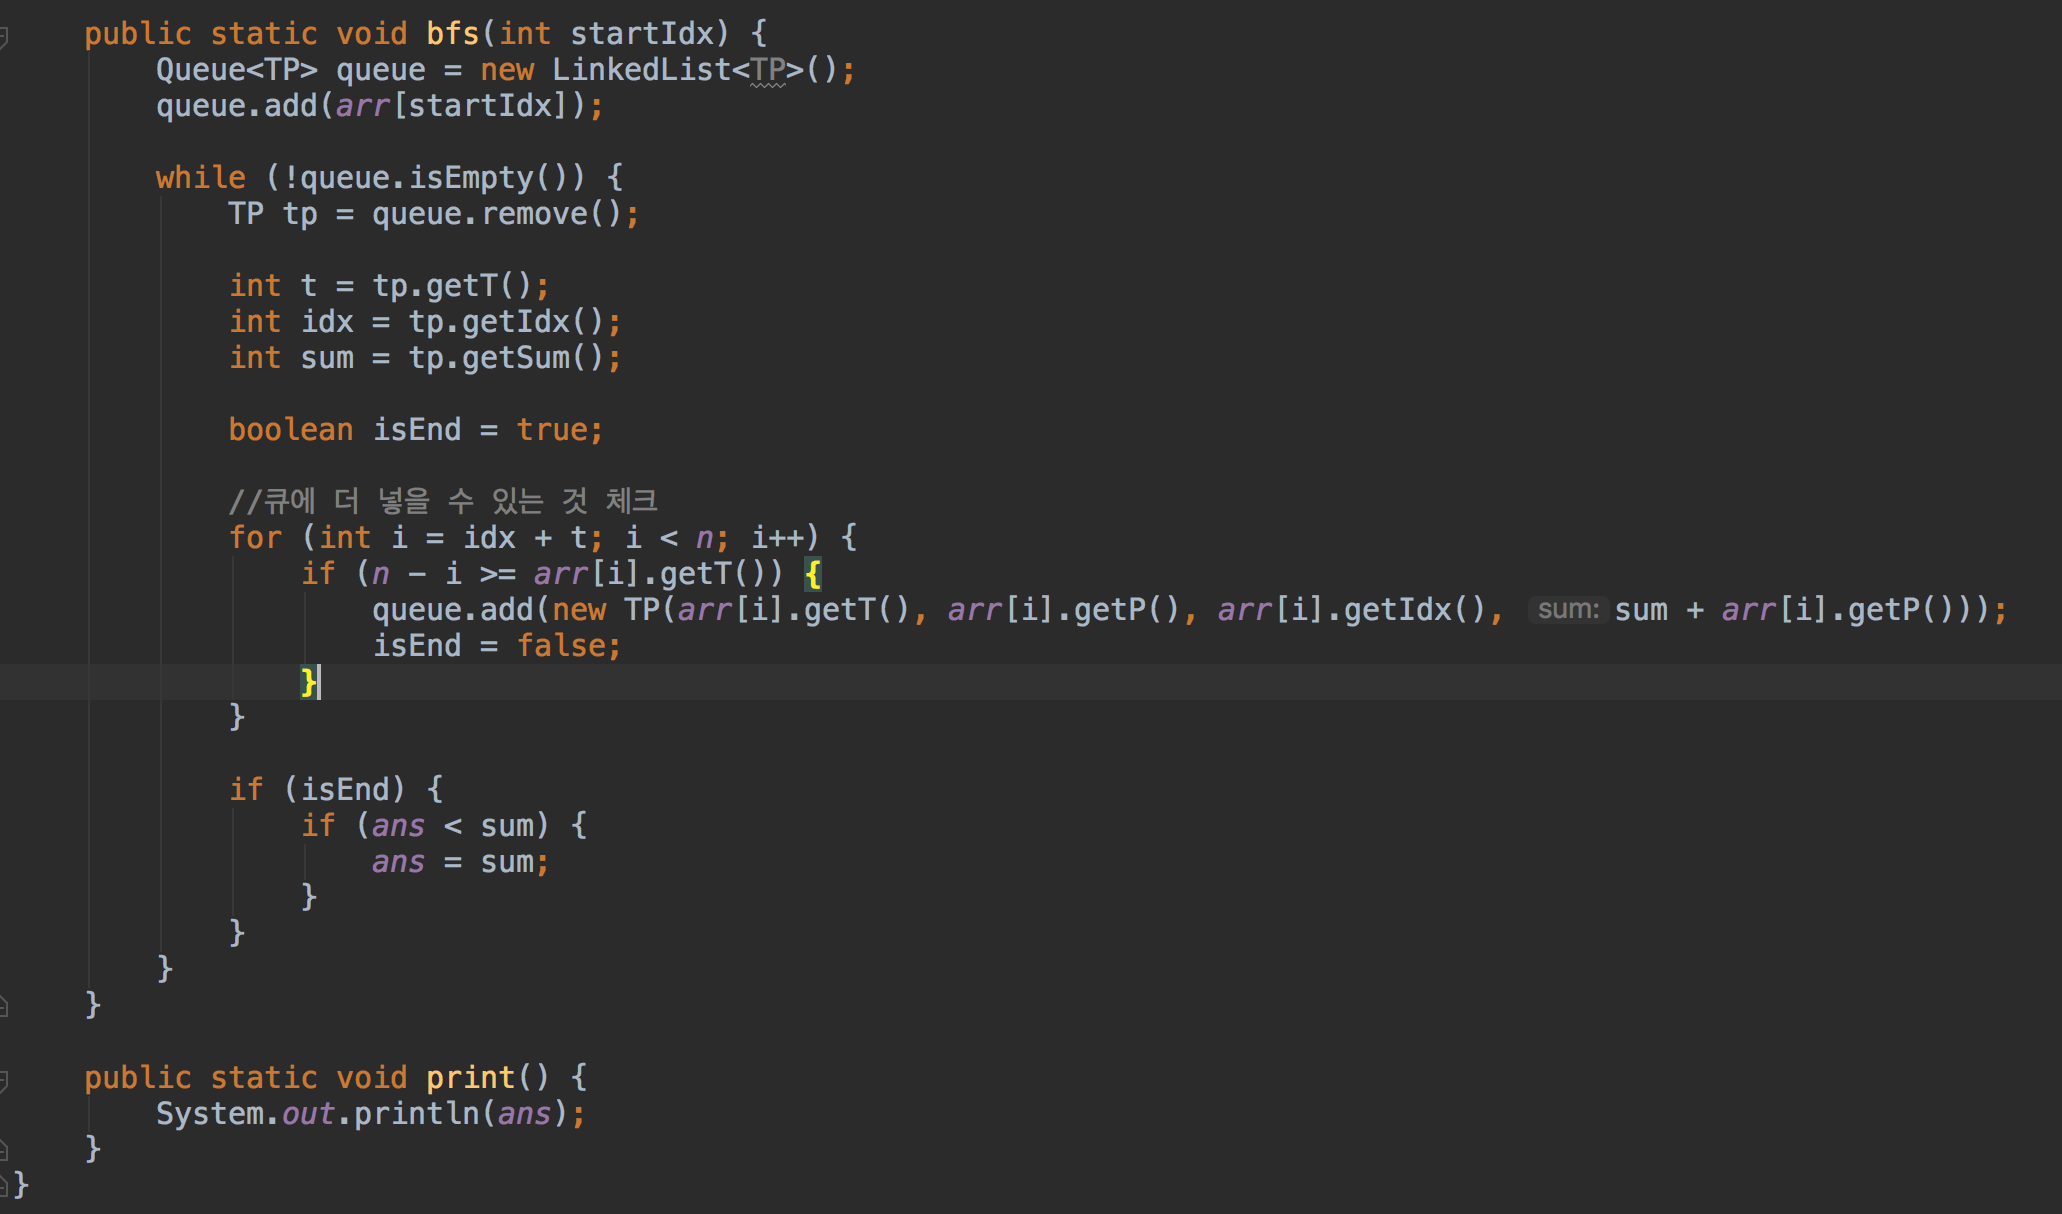 public static void bfs(int startIdx) {
Queue<TP> queue = new LinkedList<TP>();
queue.add(arr[startIdx]);
while (!queue.isEmpty()) {
TP tp = queue.remove();
int t = tp.getT();
int idx = tp.getIdx();
int sum = tp.getSum();
boolean isEnd = true;
//큐에 더 넣을 수 있는 것 체크
for (int i = idx + t; i < n; i++) {
if (n - i >= arr[i].getT()) {
queue.add(new TP(arr[i].getT(), arr[i].getP(), arr[i].getIdx(), sum: sum + arr[i].getP()));
isEnd = false;
}
}
if (isEnd) {
if (ans < sum) {
ans = sum;
}
}
}
}
public static void print() {
System.out.println(ans);
}
}